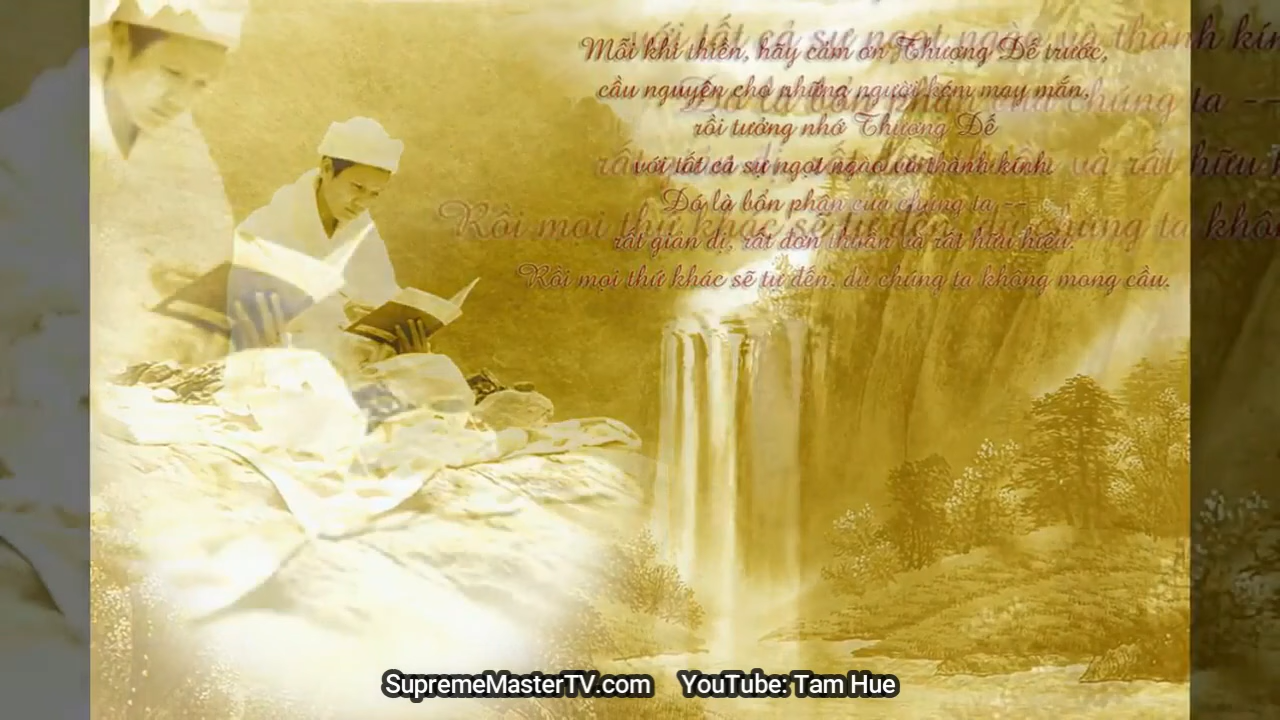 Mỗi khi thiền, hãy cảm ơn Thượng Đế trước,
cầu nguyện cho những người kém may mắn,
rồi tưởng nhớ Thượng Đế
với tất cả sự ngọt ngào và thành kính.
Đó là bổn phận của chúng ta --
rất giản dị, rất đơn thuần và rất hữu hiệu.
Rồi mọi thứ khác sẽ tự đến, dù chúng ta không mong cầu.
SupremeMasterTV.com YouTube: Tam Hue